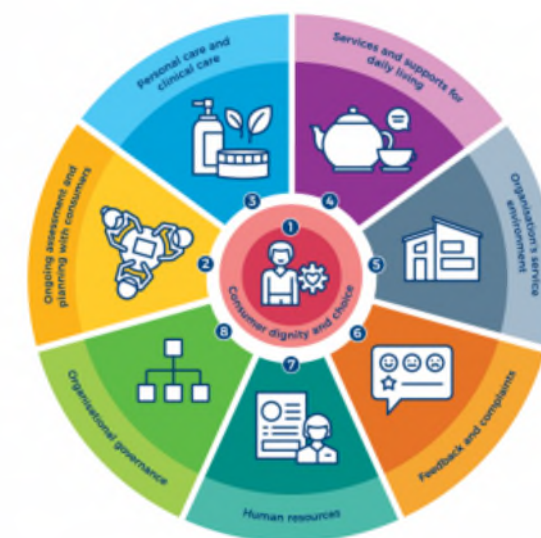 1
Consumer dignity and choice
2
Ongoing assessment and
planning with consumers
3
Personal care and
clinical care
4
Services and supports for
daily living
5
Organisation's service
environment
6
Feedback and complaints
7
Human resources
8
Organisational governance